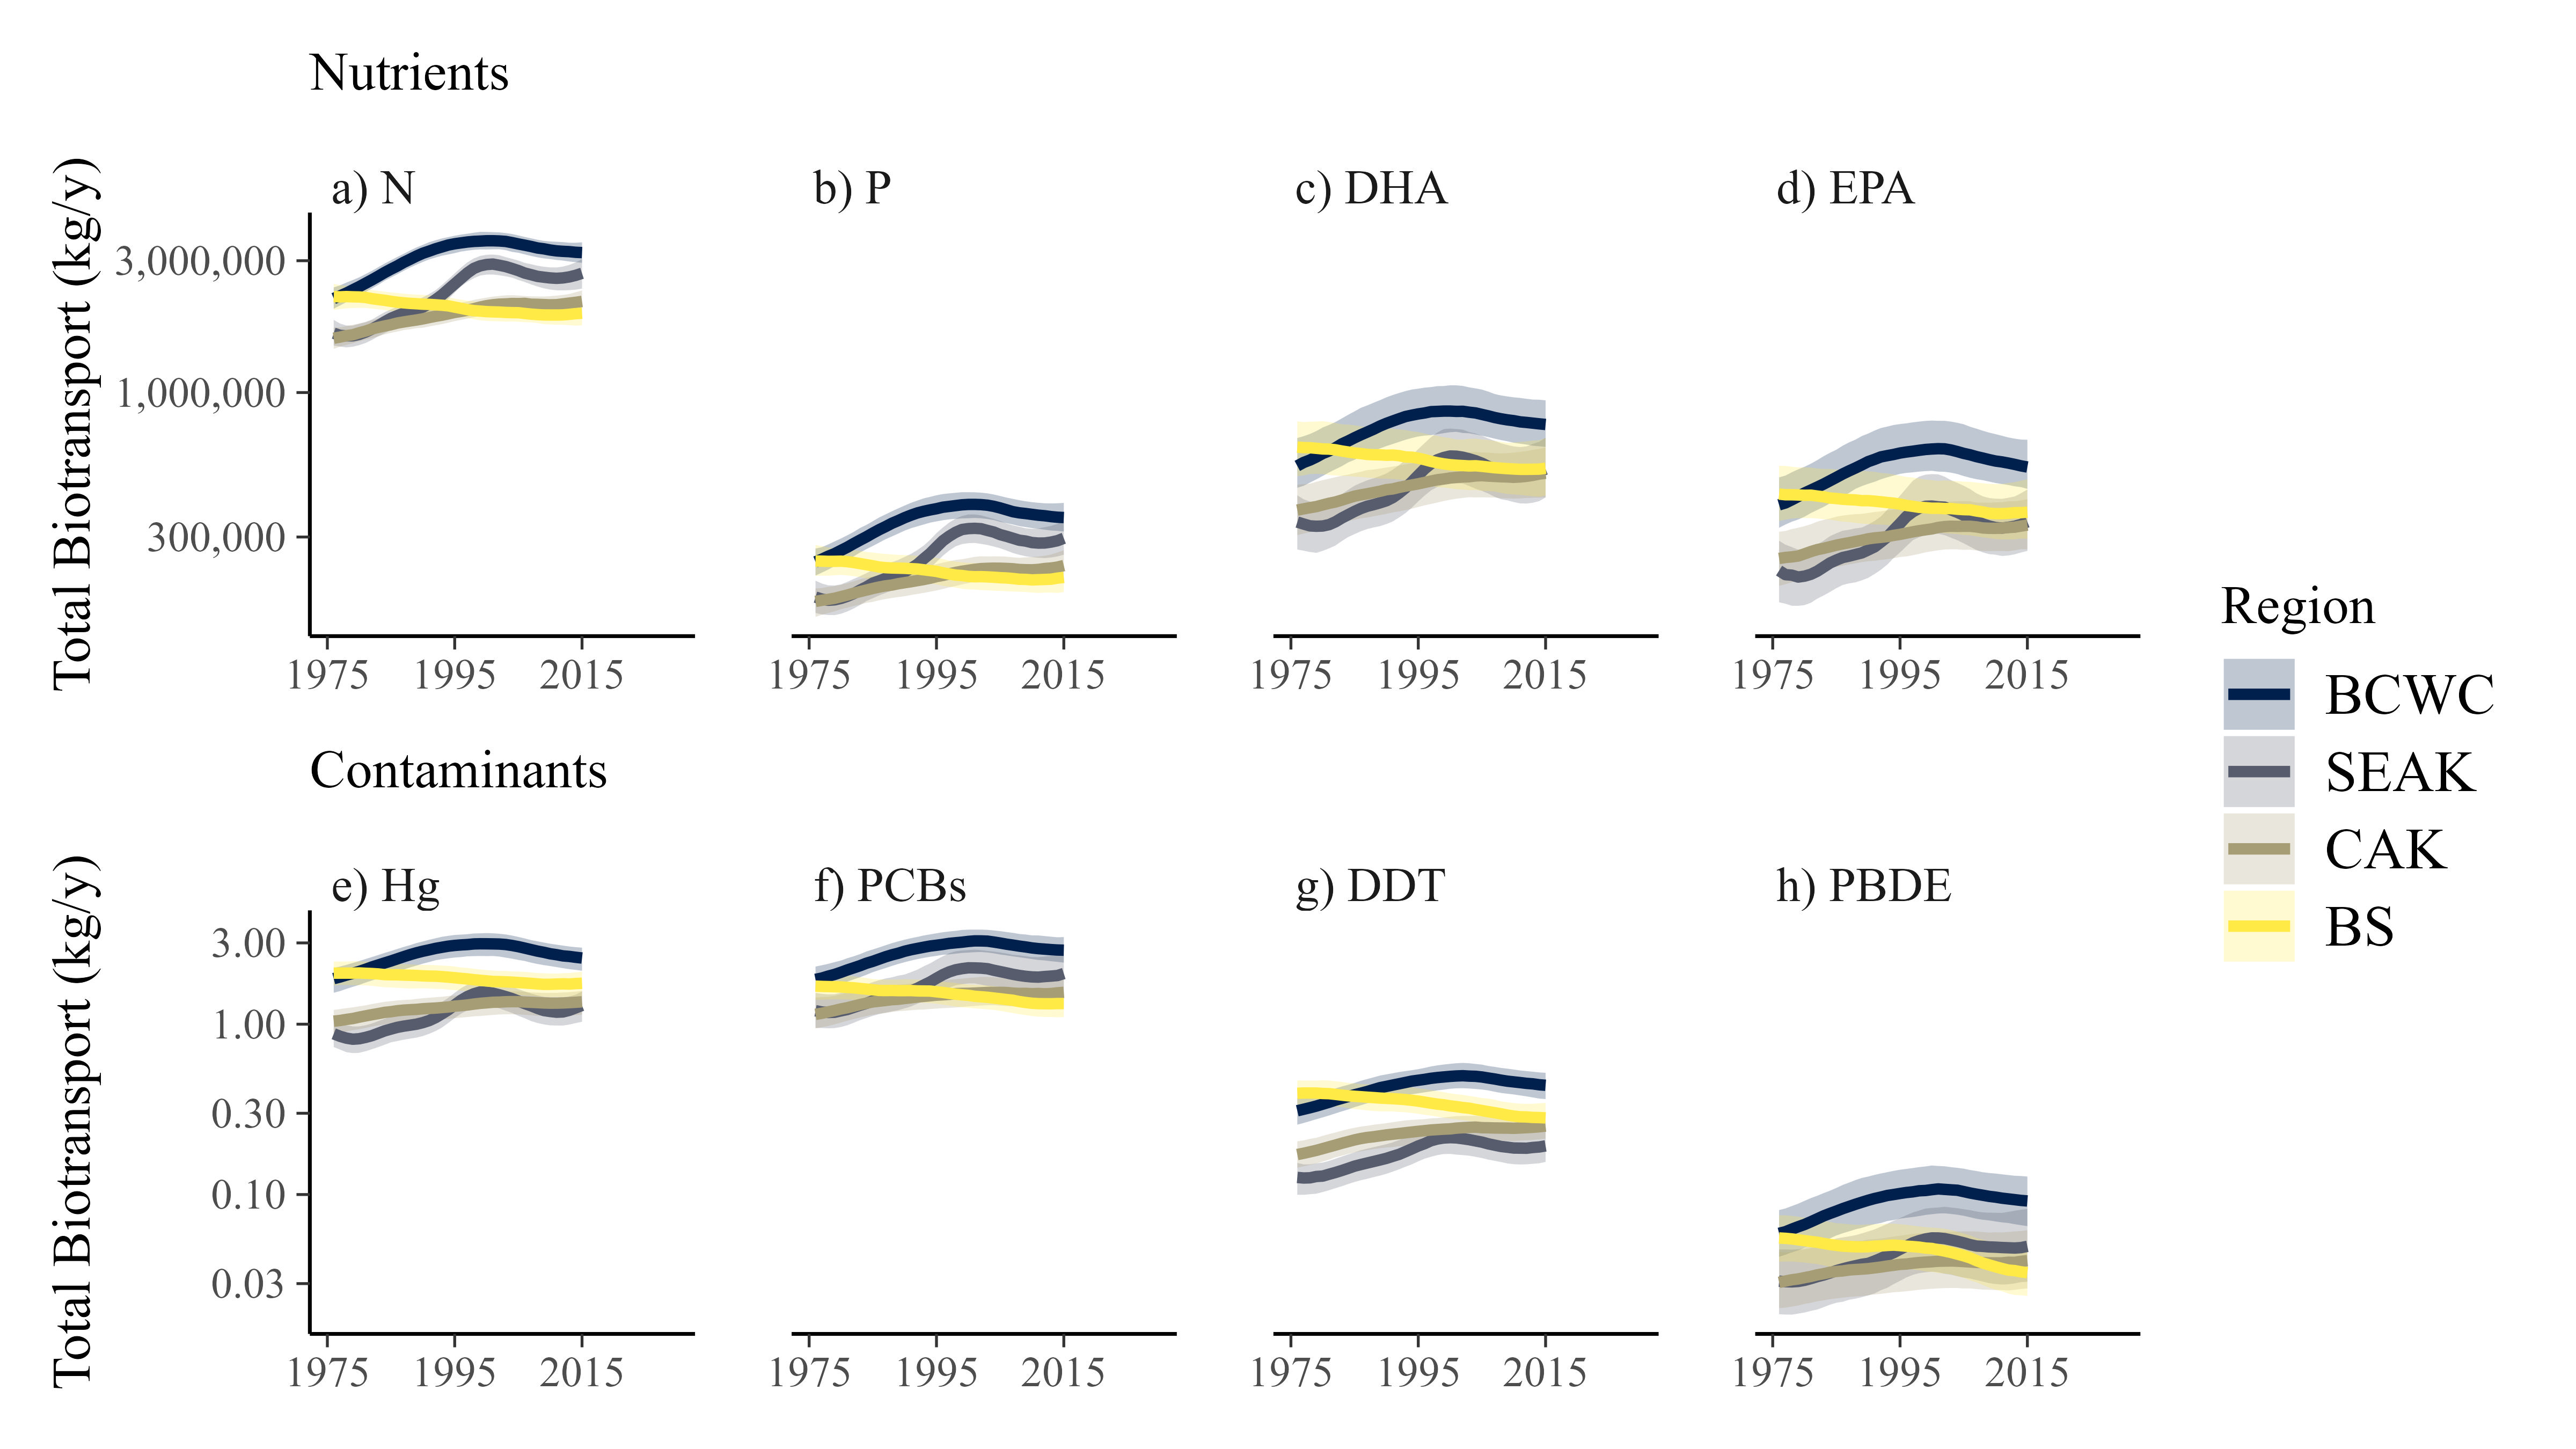 Nutrients
a) N
b) P
c) DHA
d) EPA
Total Biotransport (kg/y)
3,000,000
1,000,000
300,000
1975 1995 2015
1975 1995 2015
1975 1995 2015
1975 1995 2015
Contaminants
e) Hg
f) PCBs
g) DDT
h) PBDE
Total Biotransport (kg/y)
3.00
1.00
0.30
0.10
0.03
1975 1995 2015
1975 1995 2015
1975 1995 2015
1975 1995 2015
Region
BCWC
SEAK
CAK
BS